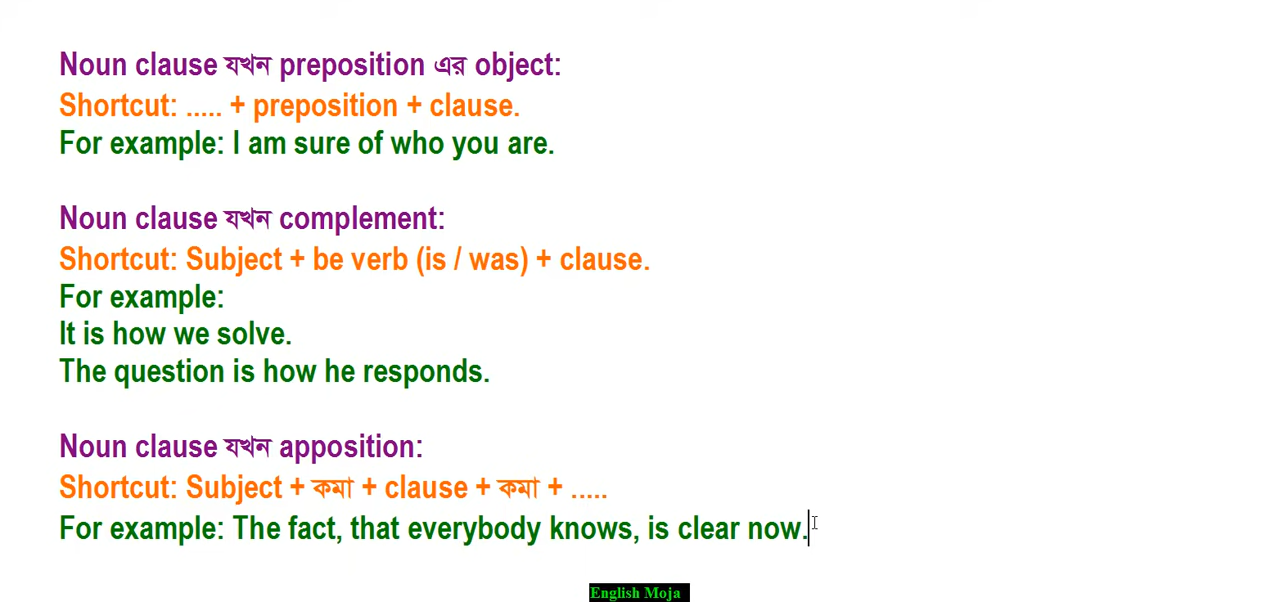 Noun clause যখন preposition এর object:
Shortcut: ..... + preposition + clause.
For example: I am sure of who you are.
Noun clause যখন complement:
Shortcut: Subject + be verb (is / was) + clause.
For example:
It is how we solve.
The question is how he responds.
Noun clause যখন apposition:
Shortcut: Subject + কমা + clause + কমা + .....
For example: The fact, that everybody knows, is clear now.
English Moja